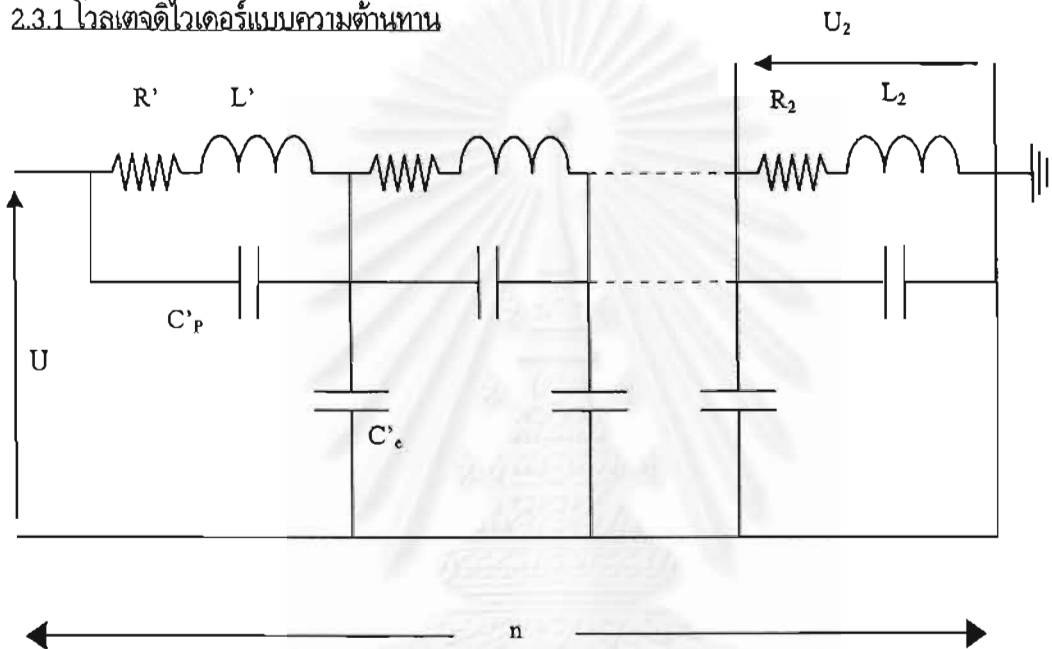 2.3.1 โวลเตจดิไวเดอร์แบบความต้านทาน
U₂
R' L' R₂ L₂
C'ₚ
U
C'ₑ
n